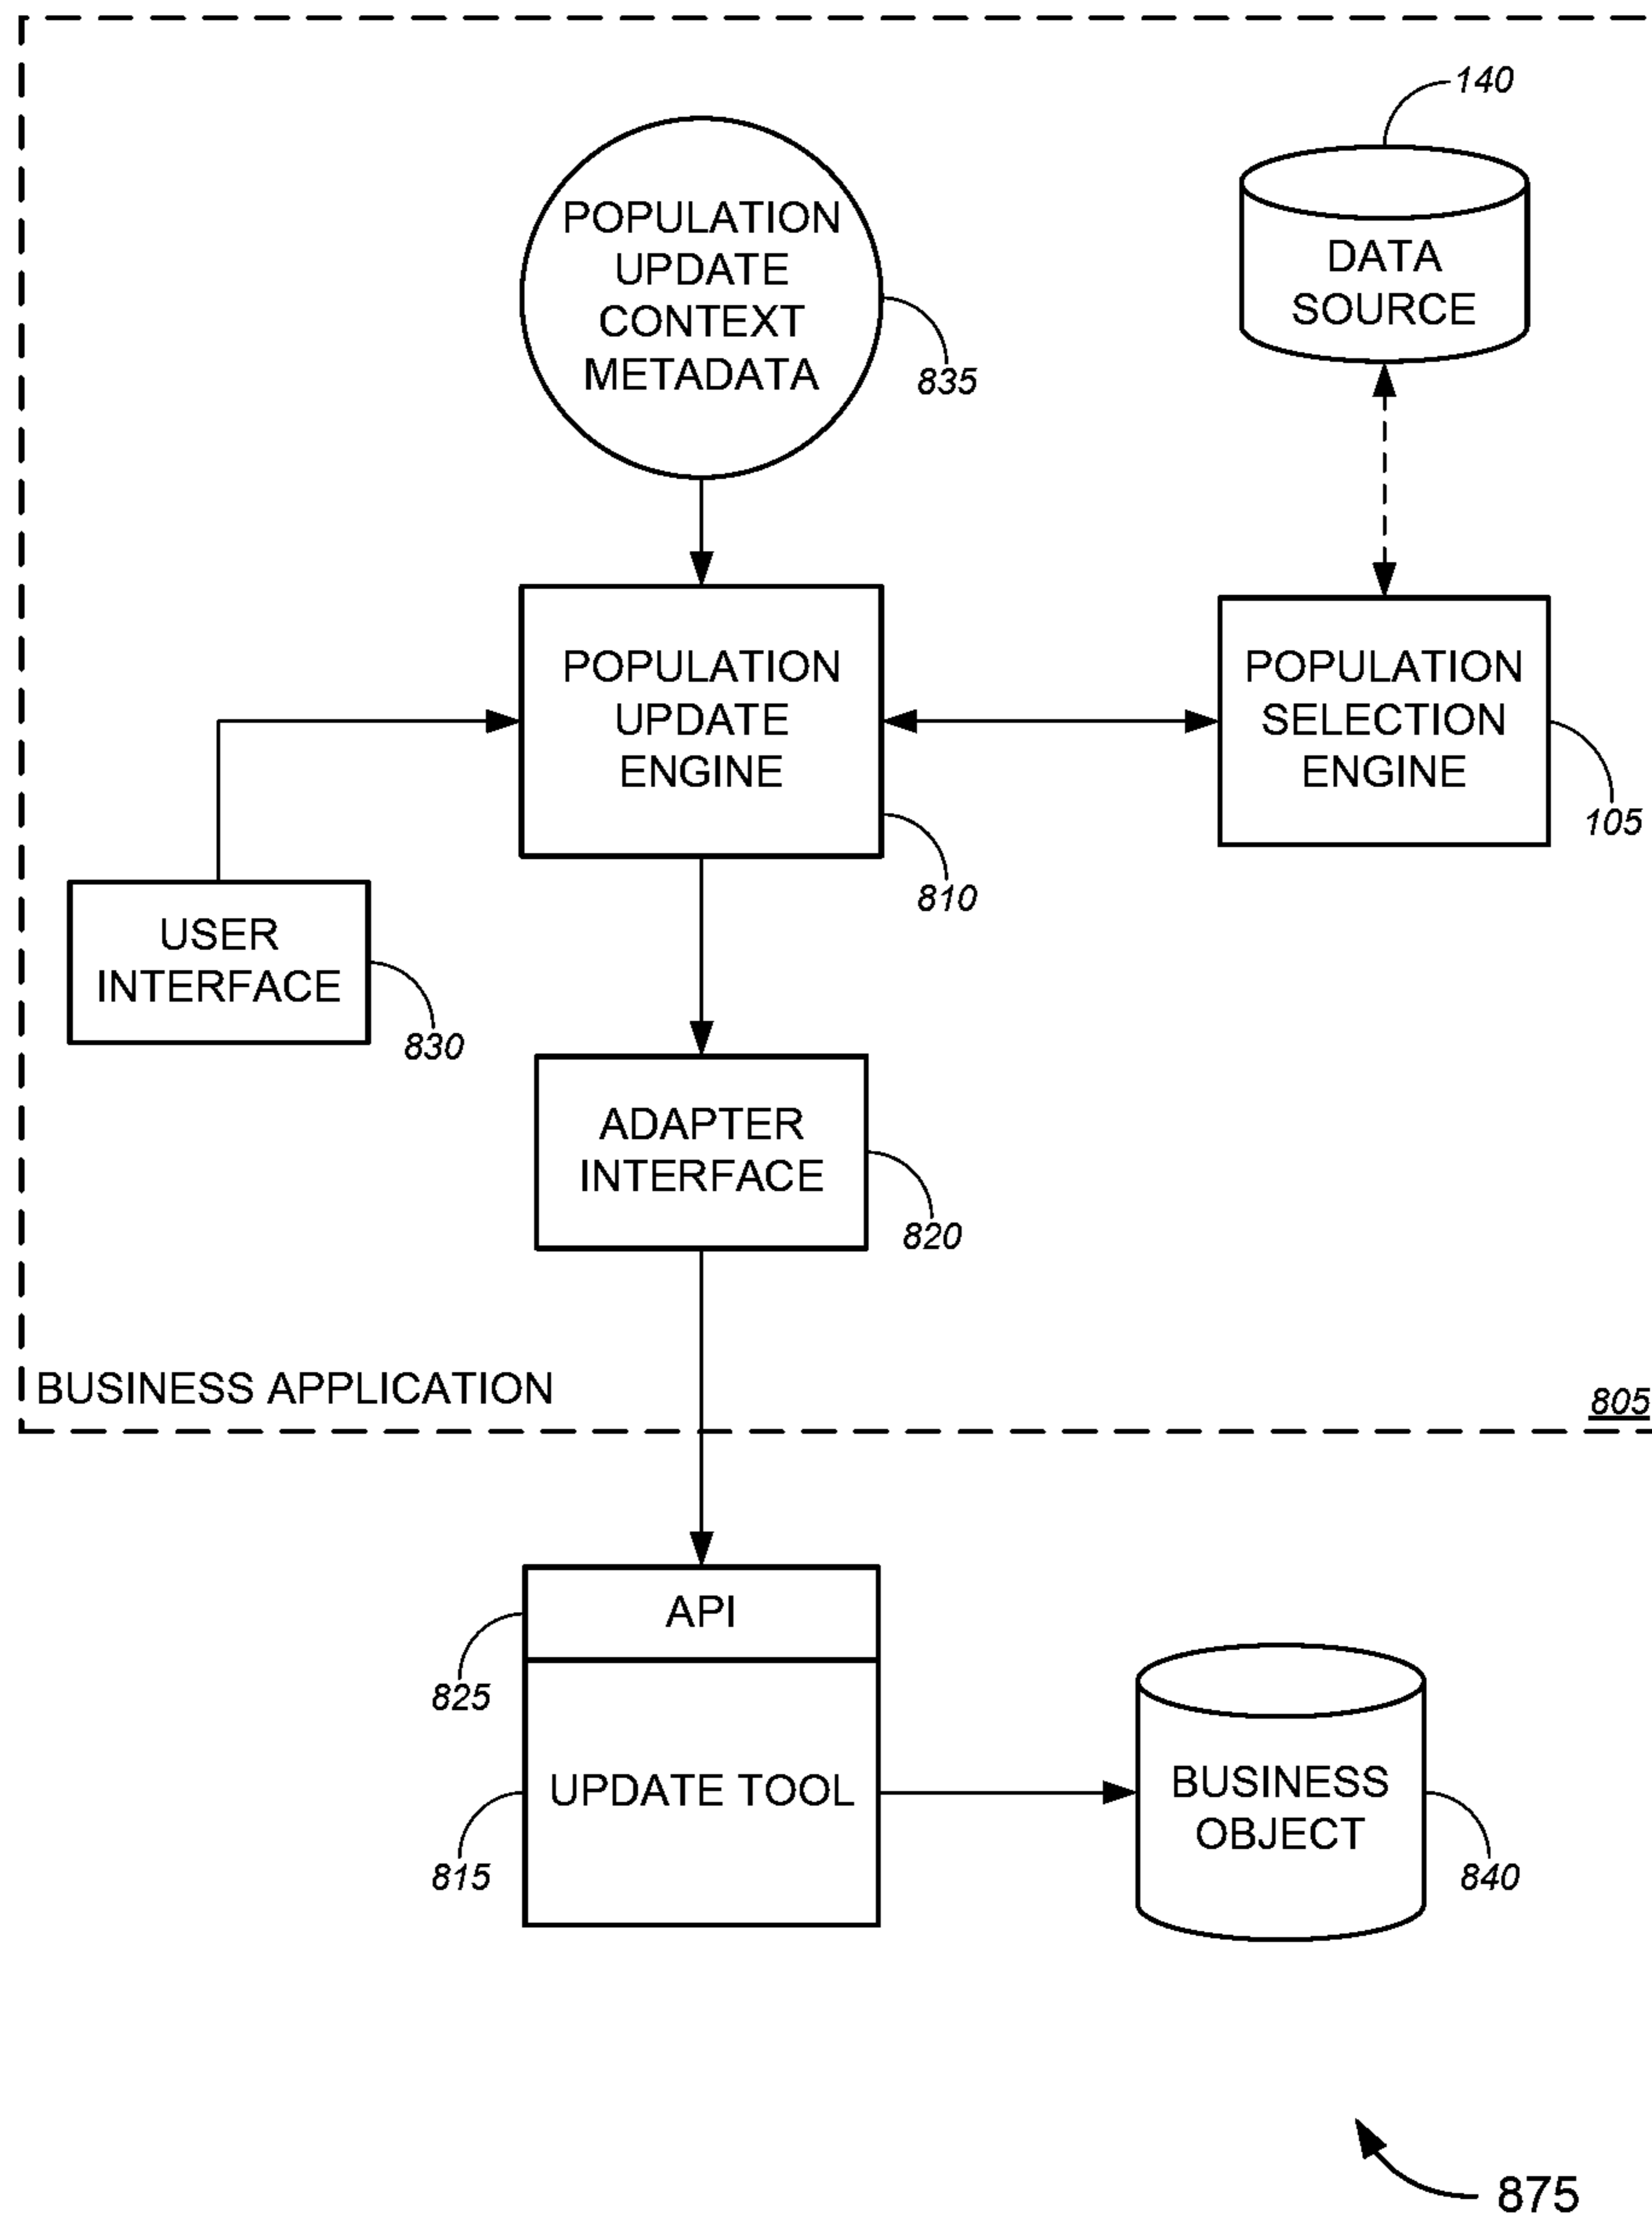 140
POPULATION
UPDATE
CONTEXT
METADATA
835
DATA
SOURCE
POPULATION
UPDATE
ENGINE
810
POPULATION
SELECTION
ENGINE
105
USER
INTERFACE
830
ADAPTER
INTERFACE
820
BUSINESS APPLICATION
805
API
825
UPDATE TOOL
815
BUSINESS
OBJECT
840
875